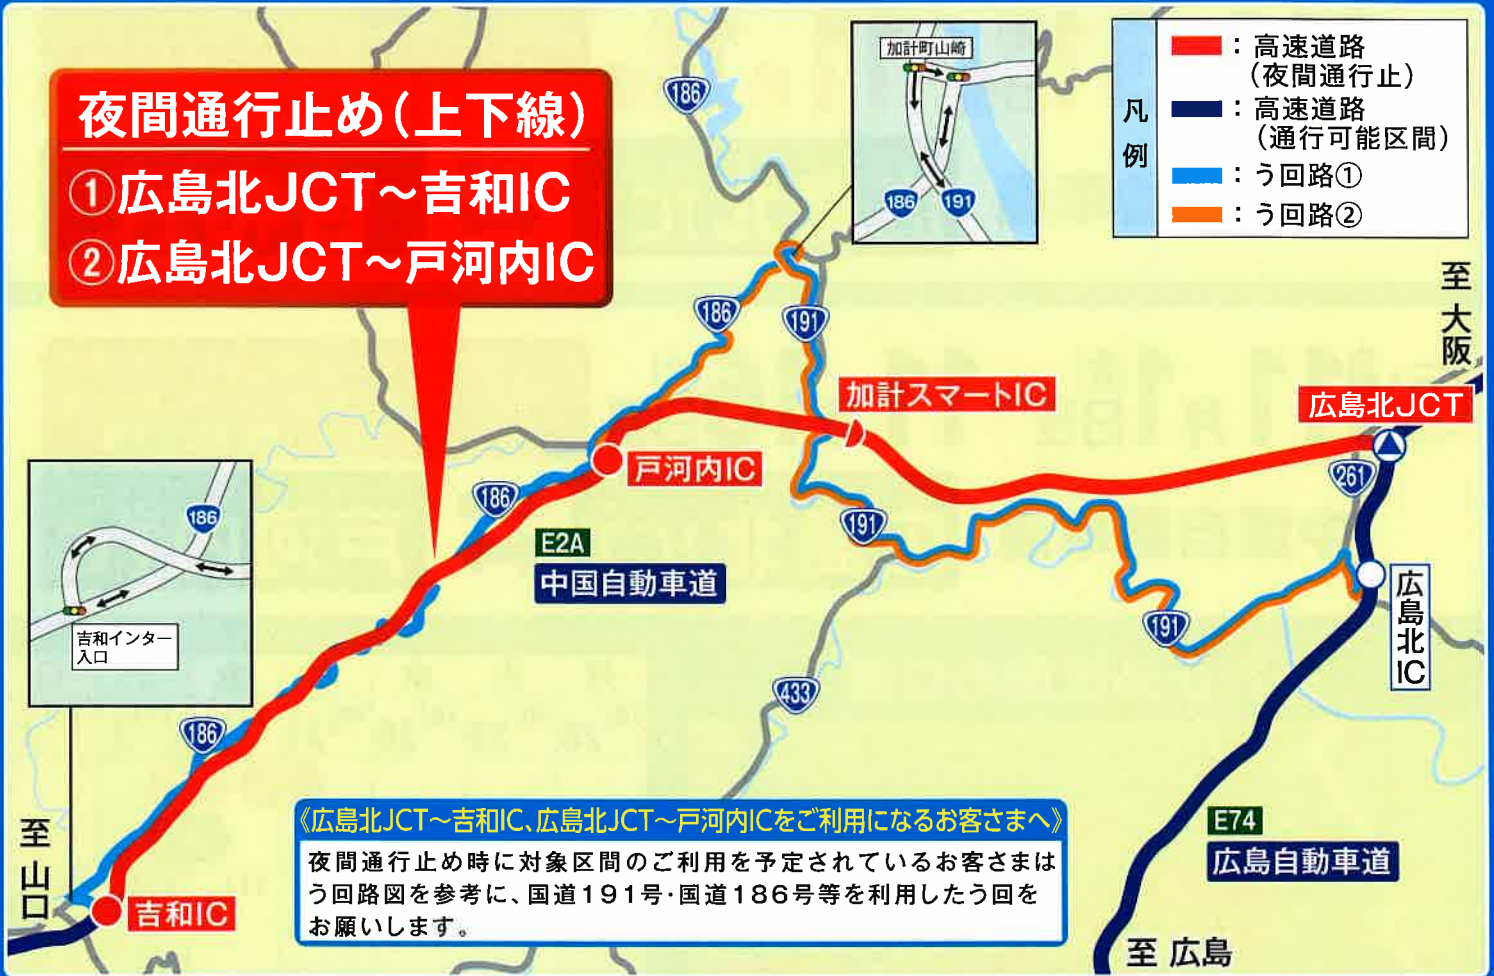 夜間通行止め(上下線)
①広島北JCT～吉和IC
②広島北JCT～戸河内IC
186
加計町山崎
186
191
凡例
：高速道路
(夜間通行止)
：高速道路
(通行可能区間)
：う回路①
：う回路②
至大阪
186
191
加計スマートIC
広島北JCT
戸河内IC
261
186
191
E2A
中国自動車道
186
吉和インター
入口
広島北IC
191
433
186
至山口
吉和IC
E74
広島自動車道
至 広島
《広島北JCT～吉和IC、広島北JCT～戸河内ICをご利用になるお客さまへ》
夜間通行止め時に対象区間のご利用を予定されているお客さまは
う回路図を参考に、国道191号・国道186号等を利用したう回を
お願いします。